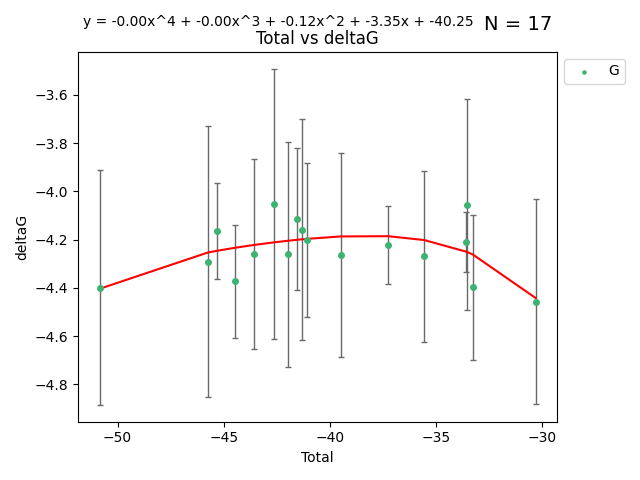 y = -0.00x^4 + -0.00x^3 + -0.12x^2 + -3.35x + -40.25 N = 17
Total vs deltaG
G
−3.6
−3.8
−4.0
−4.2
−4.4
−4.6
−4.8
deltaG
−50 −45 −40 −35 −30
Total